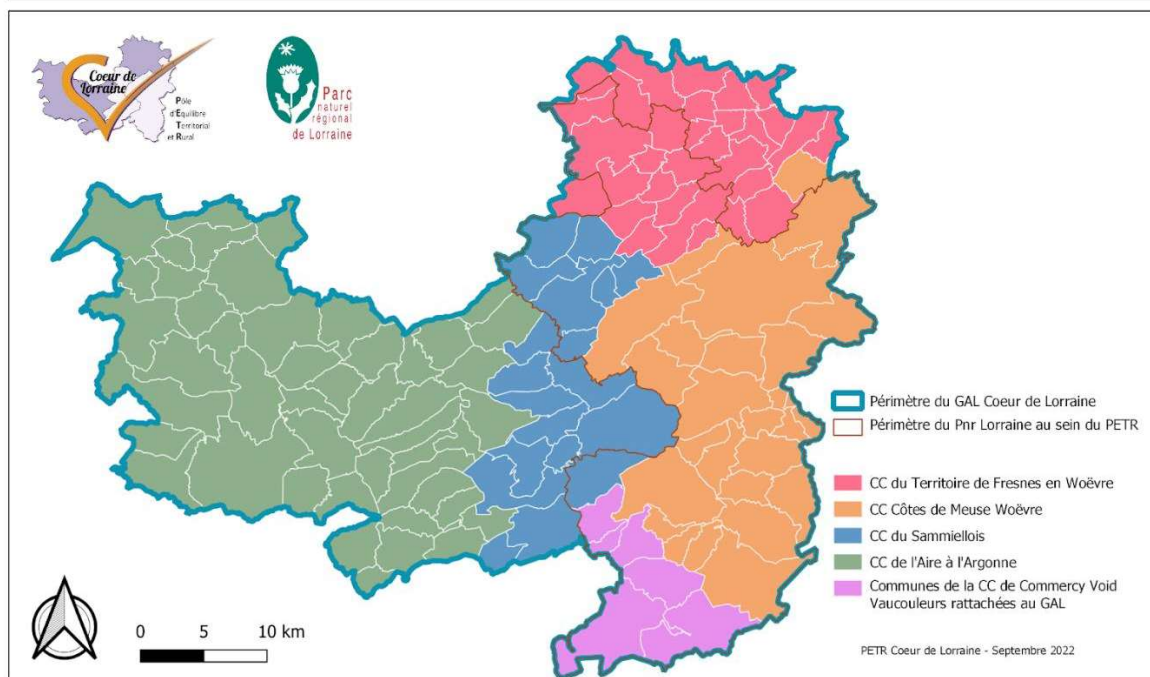 Coeur de
Lorraine
Pôle
d'Equilibre
Territorial
et Rural
Parc
naturel
régional
de Lorraine
Périmètre du GAL Coeur de Lorraine
Périmètre du Pnr Lorraine au sein du PETR
CC du Territoire de Fresnes en Woëvre
CC Côtes de Meuse Woëvre
CC du Sammiellois
CC de l'Aire à l'Argonne
Communes de la CC de Commercy Void
Vaucouleurs rattachées au GAL
0 5 10 km
PETR Coeur de Lorraine - Septembre 2022